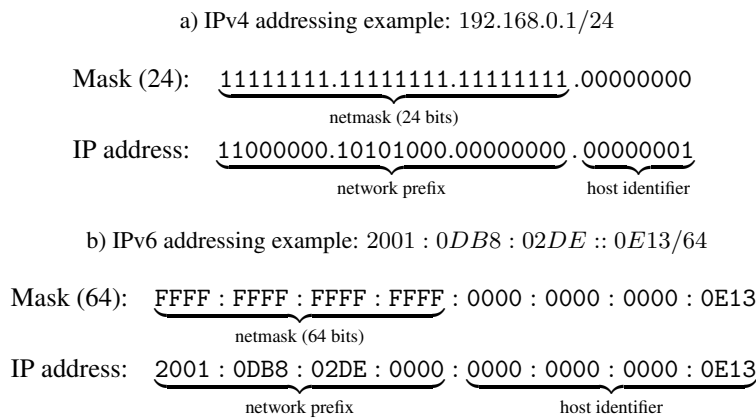 a) IPv4 addressing example: 192.168.0.1/24
Mask (24): 11111111.11111111.11111111.00000000
netmask (24 bits)
IP address: 11000000.10101000.00000000.00000001
network prefix host identifier
b) IPv6 addressing example: 2001 : 0DB8 : 02DE :: 0E13/64
Mask (64): FFFF : FFFF : FFFF : FFFF : 0000 : 0000 : 0000 : 0E13
netmask (64 bits)
IP address: 2001 : 0DB8 : 02DE : 0000 : 0000 : 0000 : 0000 : 0E13
network prefix host identifier